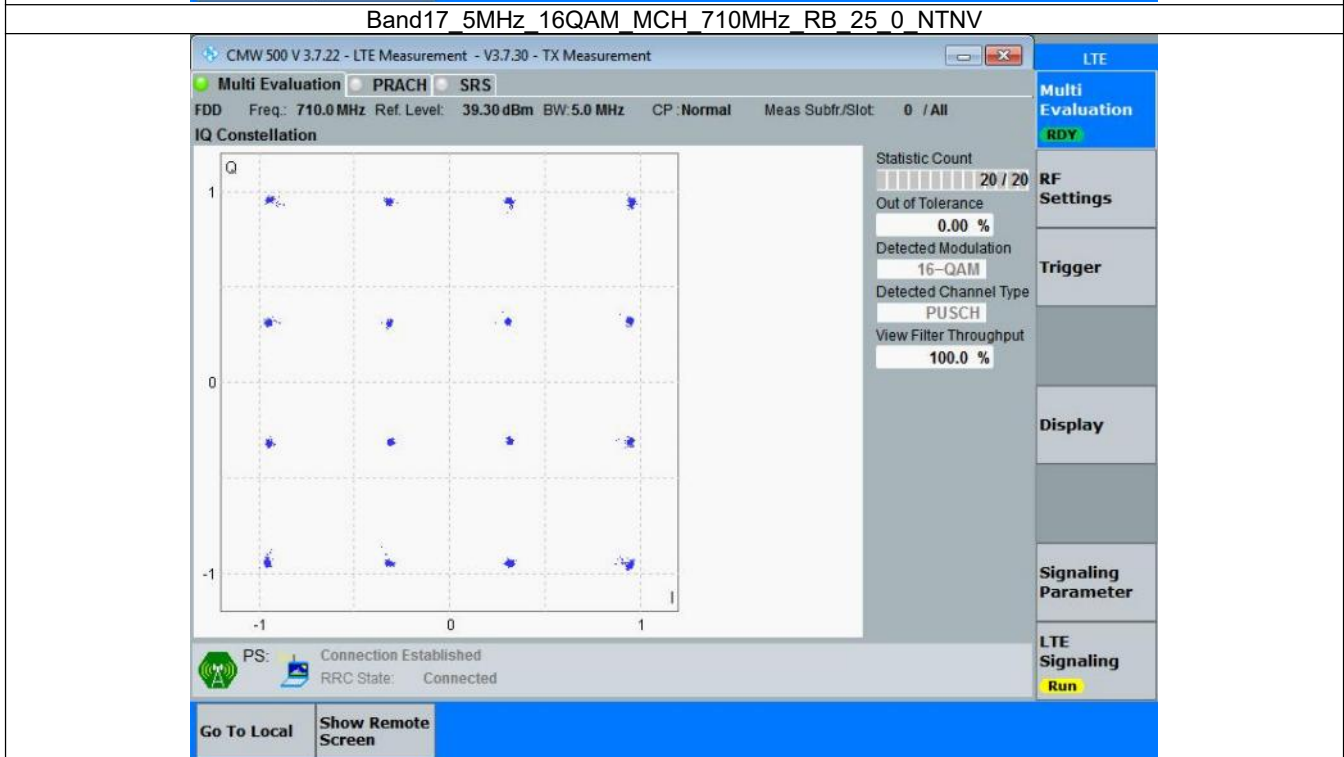 Band17_5MHz_16QAM_MCH_710MHz_RB_25_0_NTNV
CMW 500 V 3.7.22 - LTE Measurement - V3.7.30 - TX Measurement
LTE
Multi Evaluation PRACH SRS
FDD Freq.: 710.0 MHz Ref. Level: 39.30 dBm BW: 5.0 MHz CP : Normal Meas Subfr./Slot: 0 / All
IQ Constellation
Q
1
0
-1
I
-1 0 1
Statistic Count
20 / 20
Out of Tolerance
0.00 %
Detected Modulation
16-QAM
Detected Channel Type
PUSCH
View Filter Throughput
100.0 %
Multi
Evaluation
RDY
RF
Settings
Trigger
Display
Signaling
Parameter
LTE
Signaling
Run
PS: Connection Established
RRC State: Connected
Go To Local
Show Remote
Screen